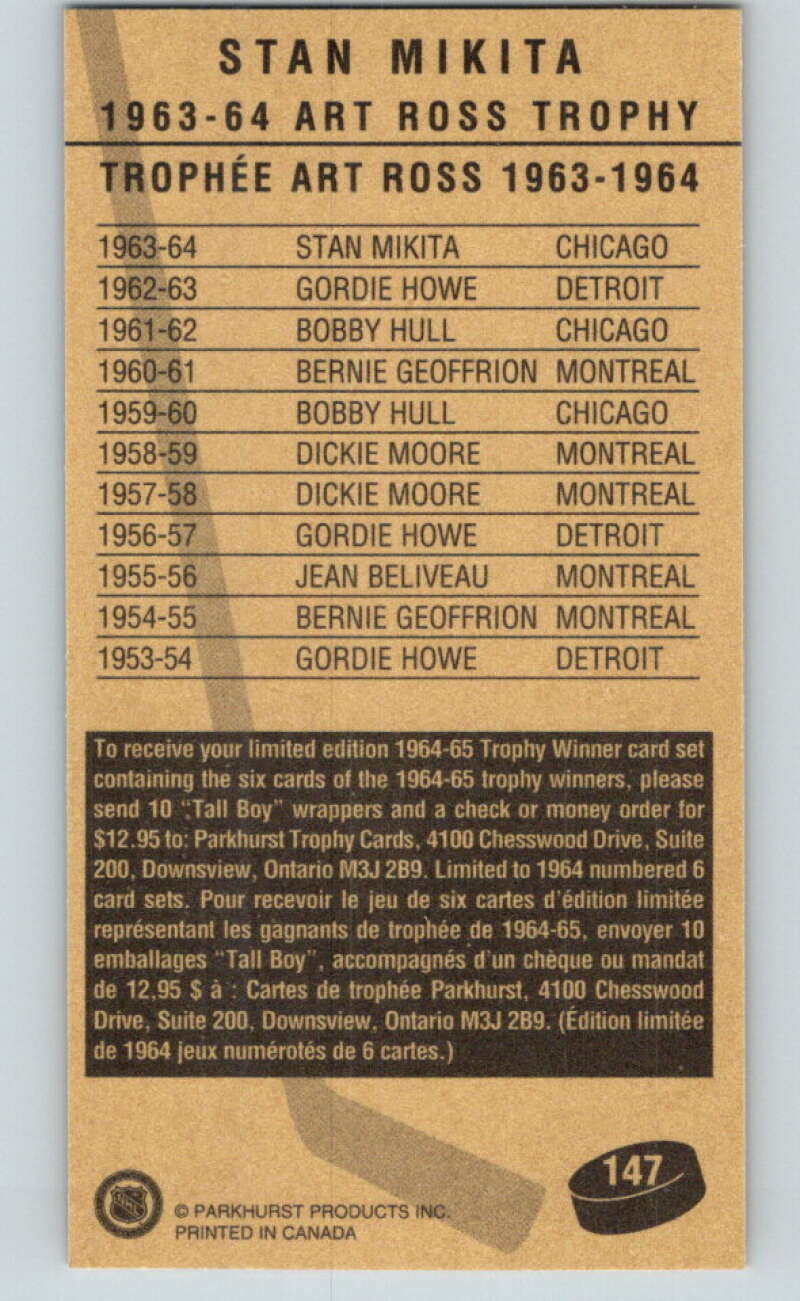 STAN MIKITA
1963-64 ART ROSS TROPHY
TROPHÉE ART ROSS 1963-1964
1963-64 STAN MIKITA CHICAGO
1962-63 GORDIE HOWE DETROIT
1961-62 BOBBY HULL CHICAGO
1960-61 BERNIE GEOFFRION MONTREAL
1959-60 BOBBY HULL CHICAGO
1958-59 DICKIE MOORE MONTREAL
1957-58 DICKIE MOORE MONTREAL
1956-57 GORDIE HOWE DETROIT
1955-56 JEAN BELIVEAU MONTREAL
1954-55 BERNIE GEOFFRION MONTREAL
1953-54 GORDIE HOWE DETROIT
To receive your limited edition 1964-65 Trophy Winner card set
containing the six cards of the 1964-65 trophy winners, please
send 10 "Tall Boy" wrappers and a check or money order for
$12.95 to: Parkhurst Trophy Cards, 4100 Chesswood Drive, Suite
200, Downsview, Ontario M3J 2B9. Limited to 1964 numbered 6
card sets. Pour recevoir le jeu de six cartes d'édition limitée
représentant les gagnants de trophée de 1964-65, envoyer 10
emballages "Tall Boy", accompagnés d'un chèque ou mandat
de 12,95 $ à : Cartes de trophée Parkhurst, 4100 Chesswood
Drive, Suite 200, Downsview, Ontario M3J 2B9. (Édition limitée
de 1964 jeux numérotés de 6 cartes.)
147
NHL
© PARKHURST PRODUCTS INC.
PRINTED IN CANADA